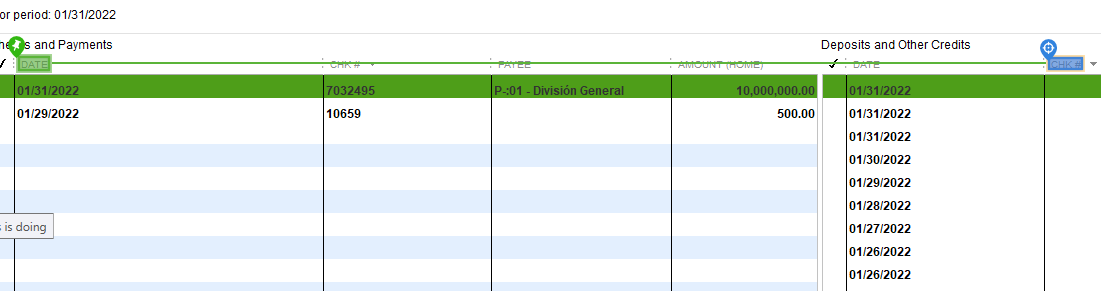 or period: 01/31/2022
s and Payments
Deposits and Other Credits
DATE CHK # PAYEE AMOUNT (HOME)
DATE CHK #
01/31/2022 7032495 P-:01 - División General 10,000,000.00
01/29/2022 10659 500.00
01/31/2022
01/31/2022
01/31/2022
01/30/2022
01/29/2022
01/28/2022
01/27/2022
01/26/2022
01/26/2022
s is doing